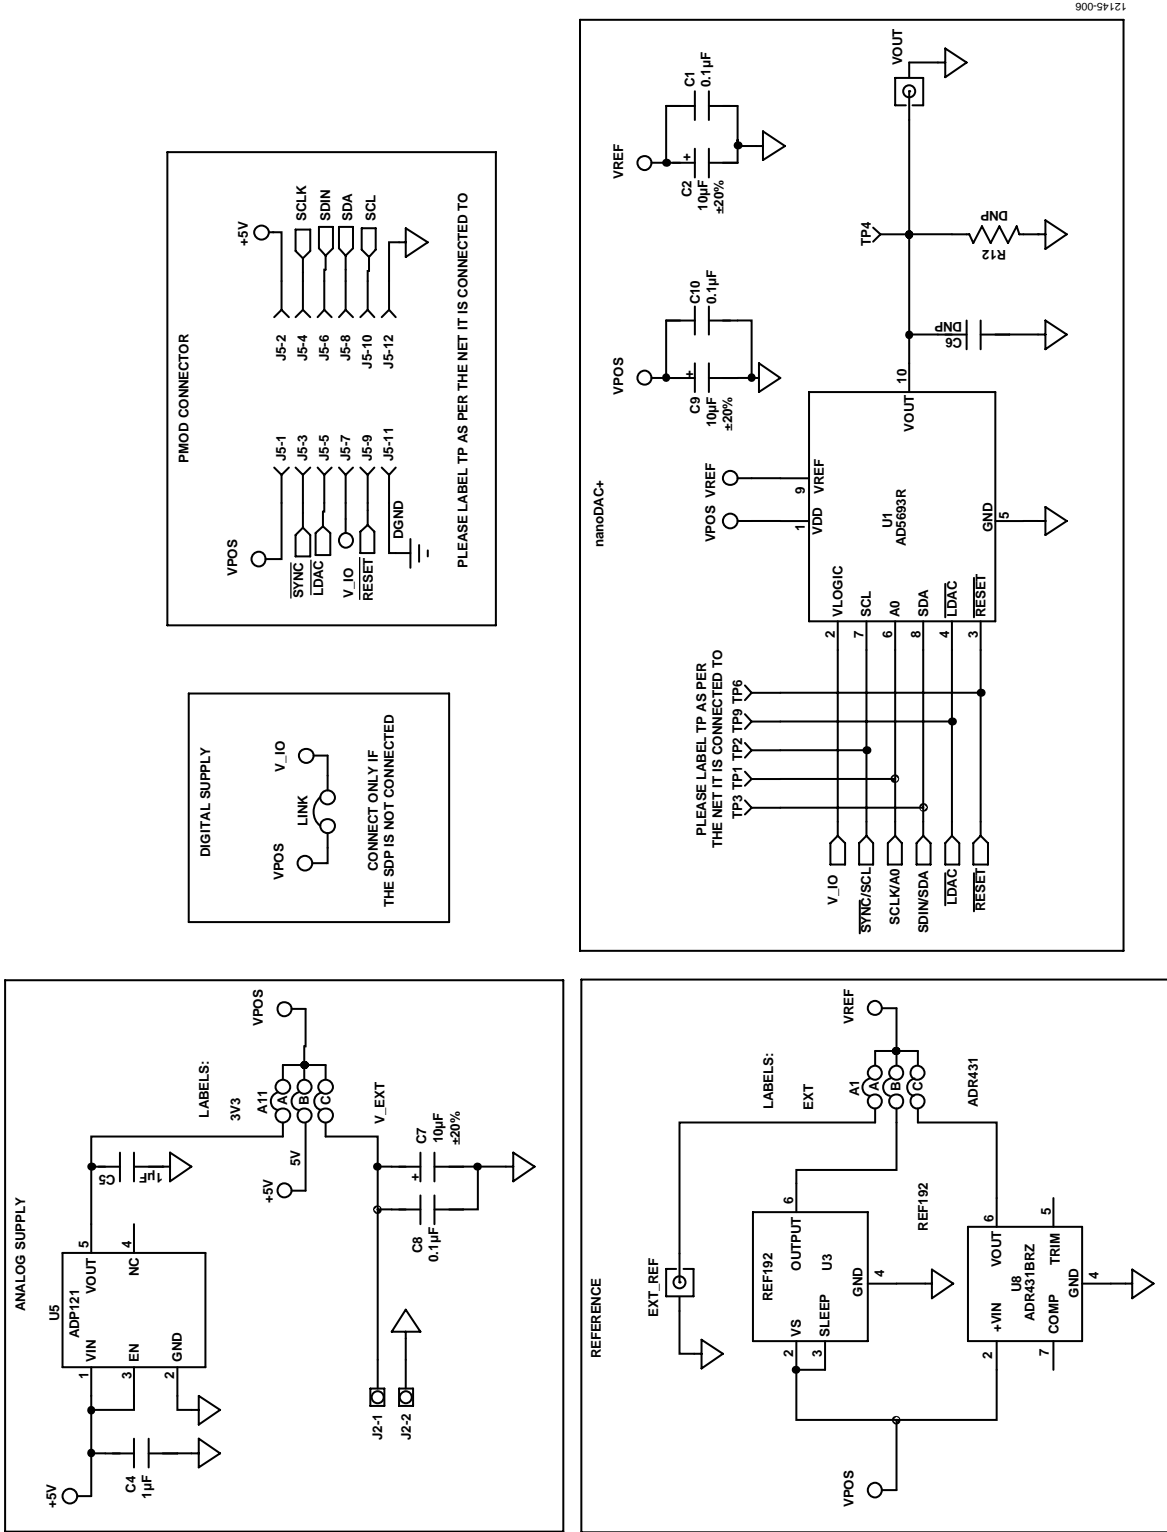 ANALOG SUPPLY
+5V
C4
1µF
U5
ADP121
1
VIN
3
EN
2
GND
VOUT
5
NC
4
C5
1µF
LABELS:
3V3
A11
A
B
C
5V
+5V
VPOS
V_EXT
J2-1
J2-2
C8
0.1µF
C7
10µF
±20%
DIGITAL SUPPLY
VPOS
LINK
V_IO
CONNECT ONLY IF
THE SDP IS NOT CONNECTED
PMOD CONNECTOR
VPOS
+5V
J5-1
J5-2
SYNC
J5-3
J5-4
SCLK
LDAC
J5-5
J5-6
SDIN
V_IO
J5-7
J5-8
SDA
RESET
J5-9
J5-10
SCL
DGND
J5-11
J5-12
PLEASE LABEL TP AS PER THE NET IT IS CONNECTED TO
REFERENCE
EXT_REF
VPOS
2
VS
3
SLEEP
REF192
OUTPUT
6
U3
GND
4
REF192
2
+VIN
VOUT
6
U8
ADR431BRZ
7
COMP
TRIM
5
GND
4
LABELS:
EXT
A1
A
B
C
ADR431
VREF
nanoDAC+
PLEASE LABEL TP AS PER
THE NET IT IS CONNECTED TO
TP3
TP1
TP2
TP9
TP6
V_IO
2
VLOGIC
SYNC/SCL
7
SCL
SCLK/A0
6
A0
SDIN/SDA
8
SDA
LDAC
4
LDAC
RESET
3
RESET
VPOS
VREF
1
VDD
9
VREF
U1
AD5693R
GND
5
VOUT
10
VPOS
C9
10µF
±20%
C10
0.1µF
VREF
C2
10µF
±20%
C1
0.1µF
C6
DNP
TP4
R12
DNP
VOUT
12145-006